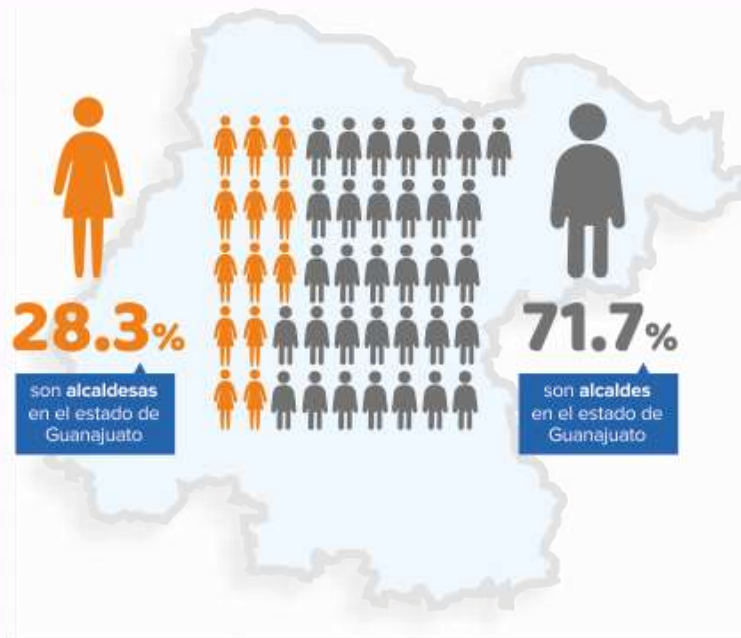 28.3%
son alcaldesas
en el estado de
Guanajuato
71.7%
son alcaldes
en el estado de
Guanajuato